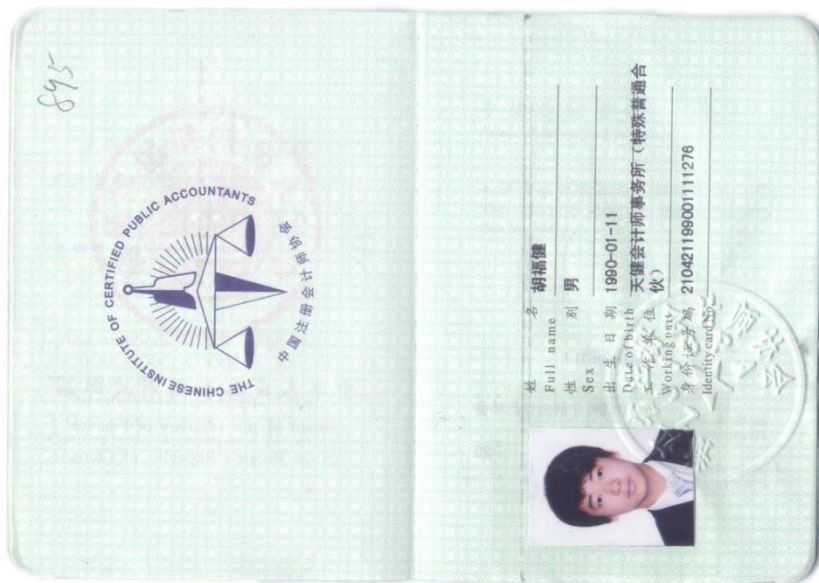 895
THE CHINESE INSTITUTE OF CERTIFIED PUBLIC ACCOUNTANTS
中国注册会计师协会
姓 名 胡福健
Full name
性 别 男
Sex
出 生 日 期 1990-01-11
Date of birth
工 作 单 位 天健会计师事务所（特殊普通合
伙）
Working unit
身份证号码 210421199001111276
Identity card No.